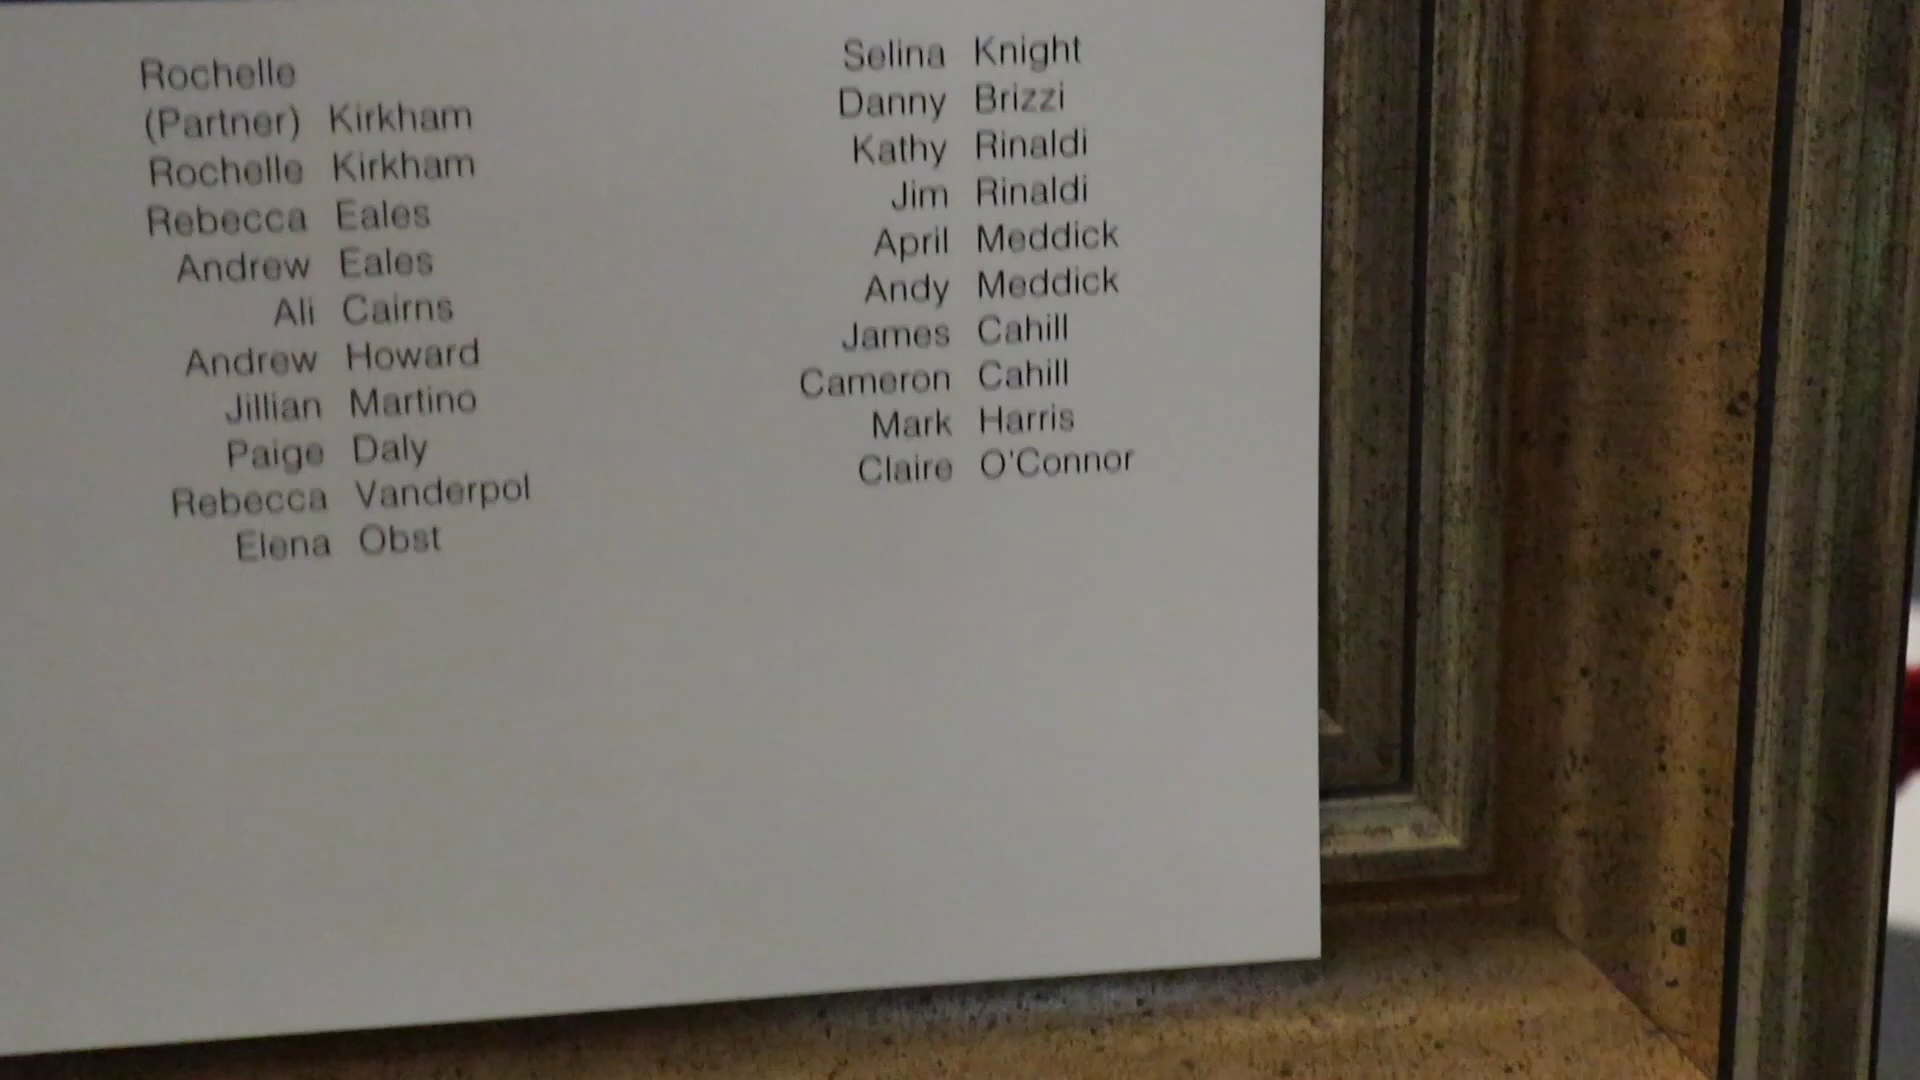 Rochelle
(Partner) Kirkham
Rochelle Kirkham
Rebecca Eales
Andrew Eales
Ali Cairns
Andrew Howard
Jillian Martino
Paige Daly
Rebecca Vanderpol
Elena Obst
Selina Knight
Danny Brizzi
Kathy Rinaldi
Jim Rinaldi
April Meddick
Andy Meddick
James Cahill
Cameron Cahill
Mark Harris
Claire O'Connor